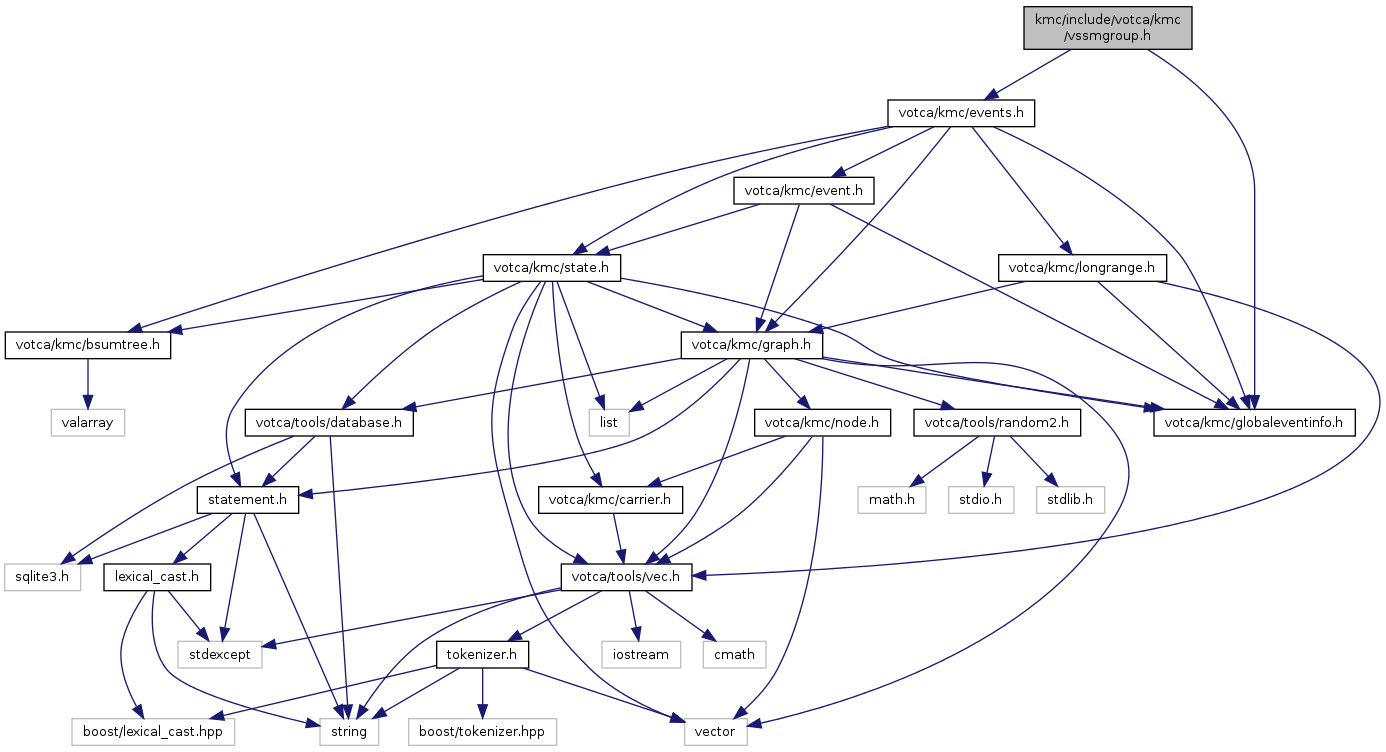 kmc/include/votca/kmc
/vssmgroup.h
votca/kmc/events.h
votca/kmc/event.h
votca/kmc/state.h
votca/kmc/longrange.h
votca/kmc/bsumtree.h
votca/kmc/graph.h
valarray
votca/tools/database.h
list
votca/kmc/node.h
votca/tools/random2.h
votca/kmc/globaleventinfo.h
statement.h
votca/kmc/carrier.h
math.h
stdio.h
stdlib.h
sqlite3.h
lexical_cast.h
votca/tools/vec.h
stdexcept
tokenizer.h
iostream
cmath
boost/lexical_cast.hpp
string
boost/tokenizer.hpp
vector